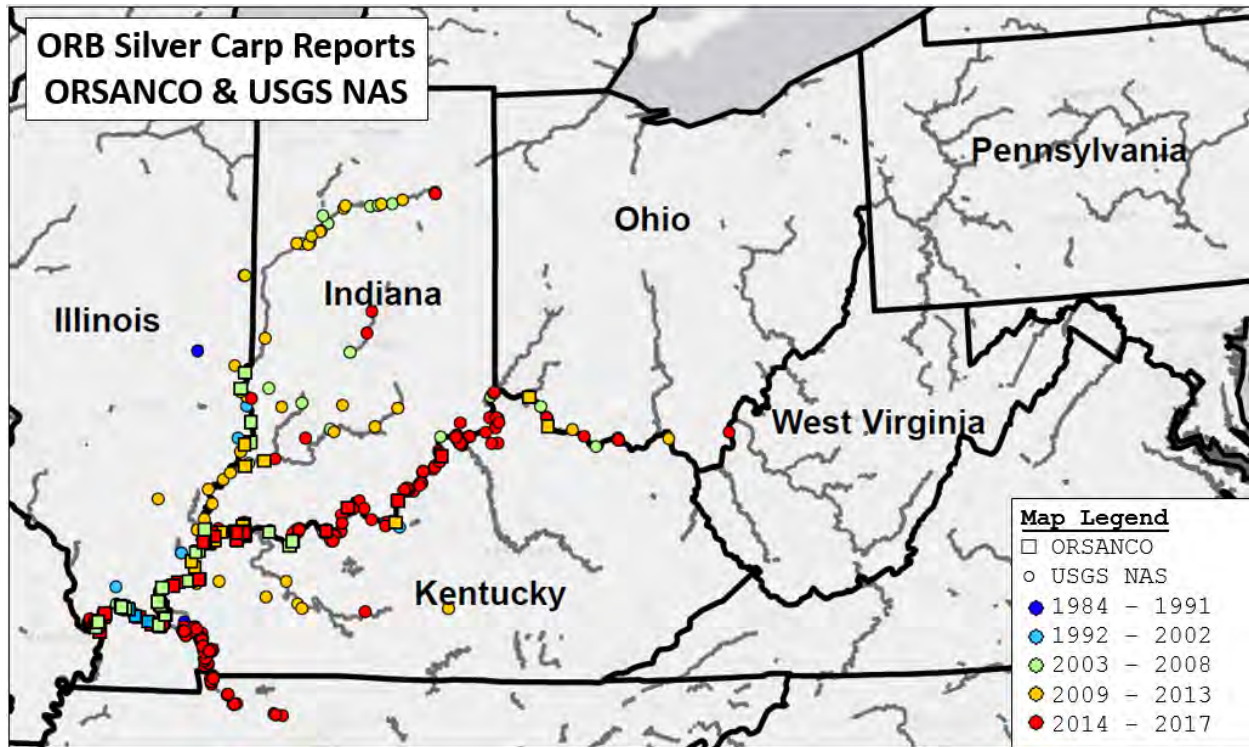 ORB Silver Carp Reports
ORSANCO & USGS NAS
Pennsylvania
Ohio
Indiana
Illinois
West Virginia
Kentucky
Map Legend
ORSANCO
USGS NAS
1984 - 1991
1992 - 2002
2003 - 2008
2009 - 2013
2014 - 2017